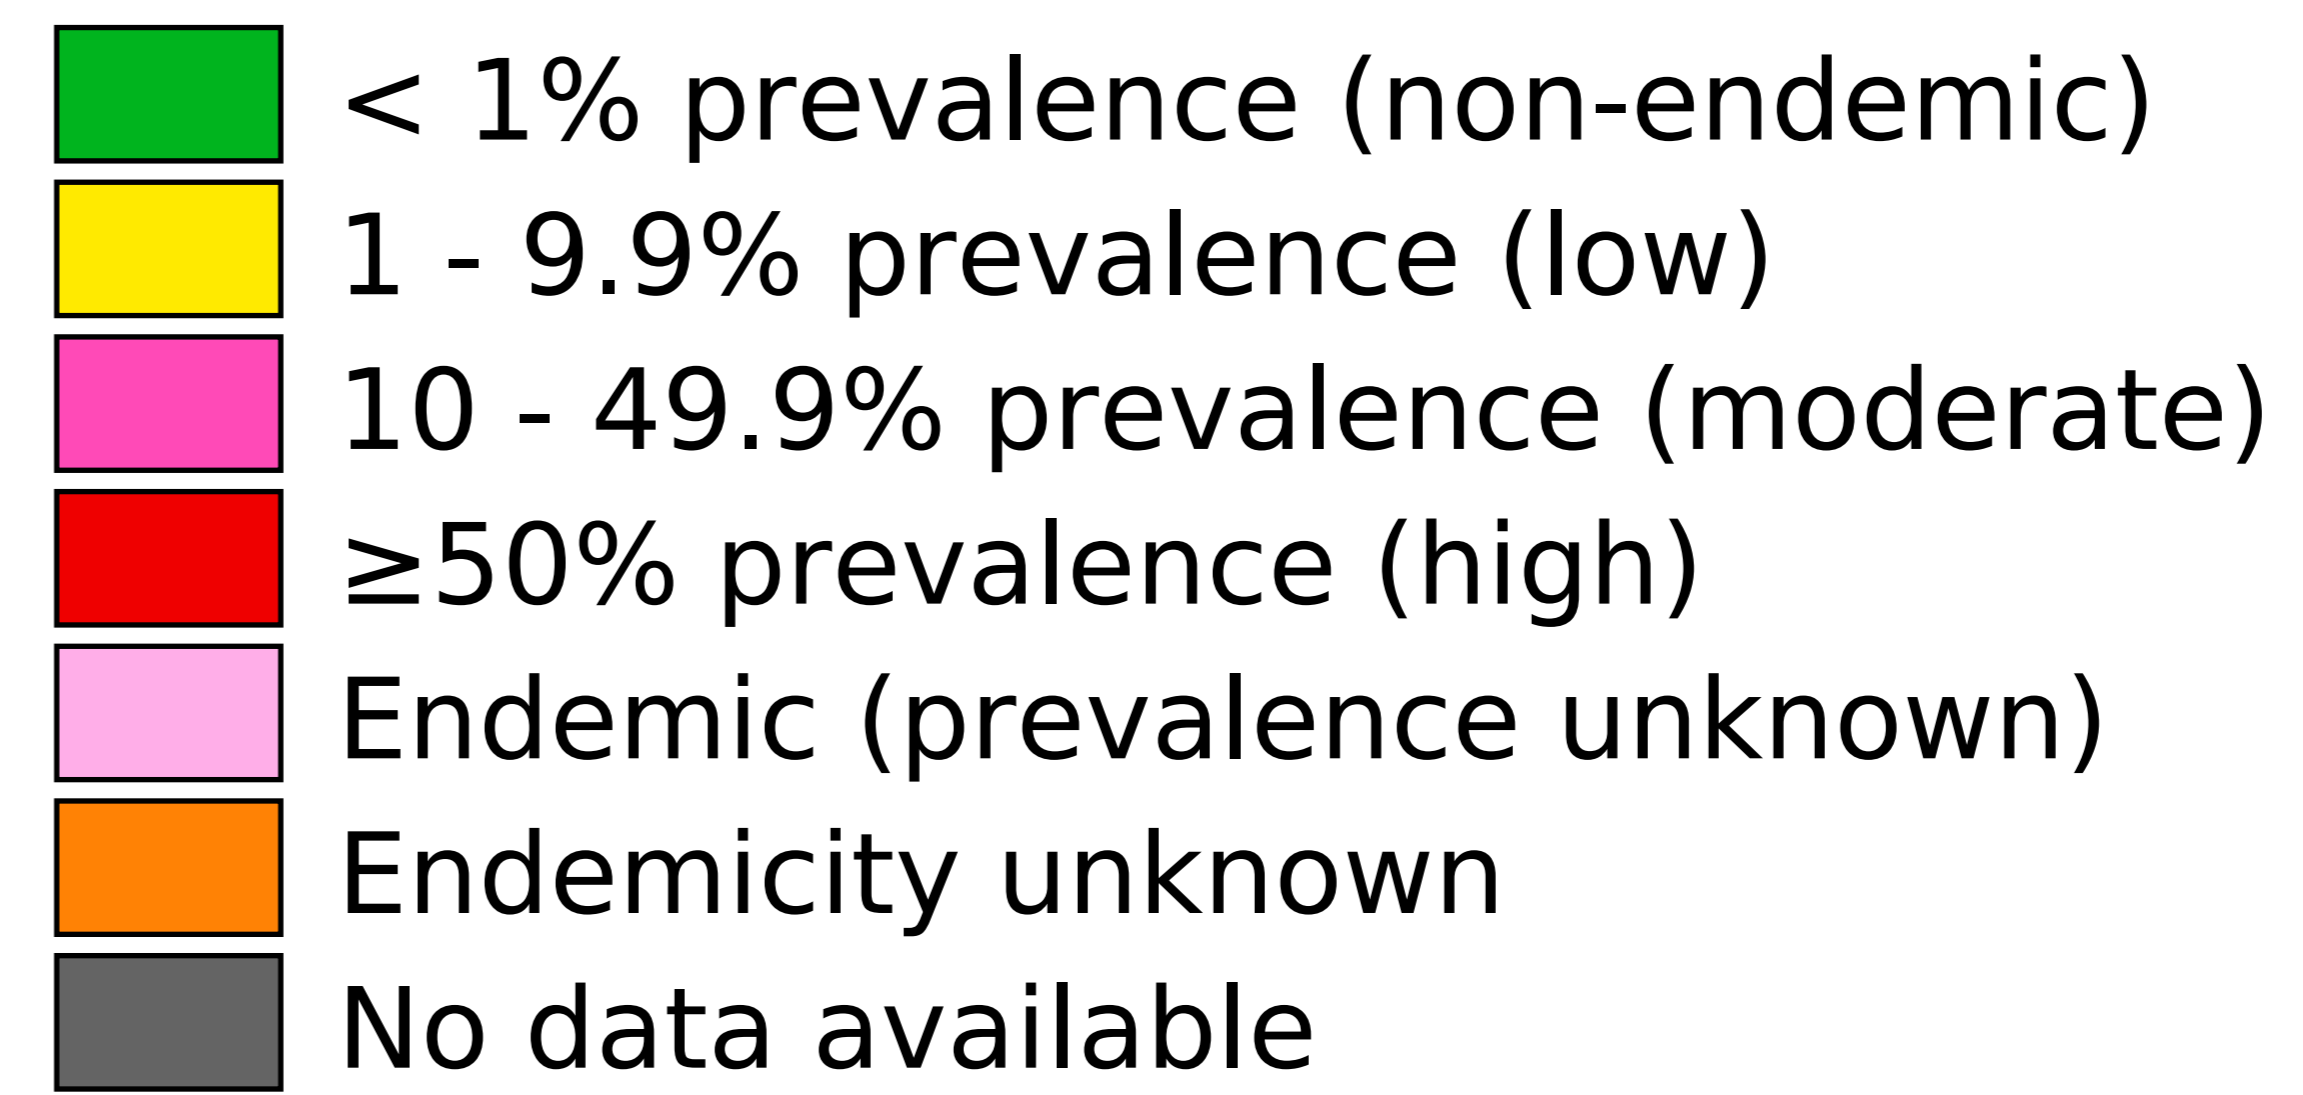 < 1% prevalence (non-endemic)
1 - 9.9% prevalence (low)
10 - 49.9% prevalence (moderate)
≥50% prevalence (high)
Endemic (prevalence unknown)
Endemicity unknown
No data available